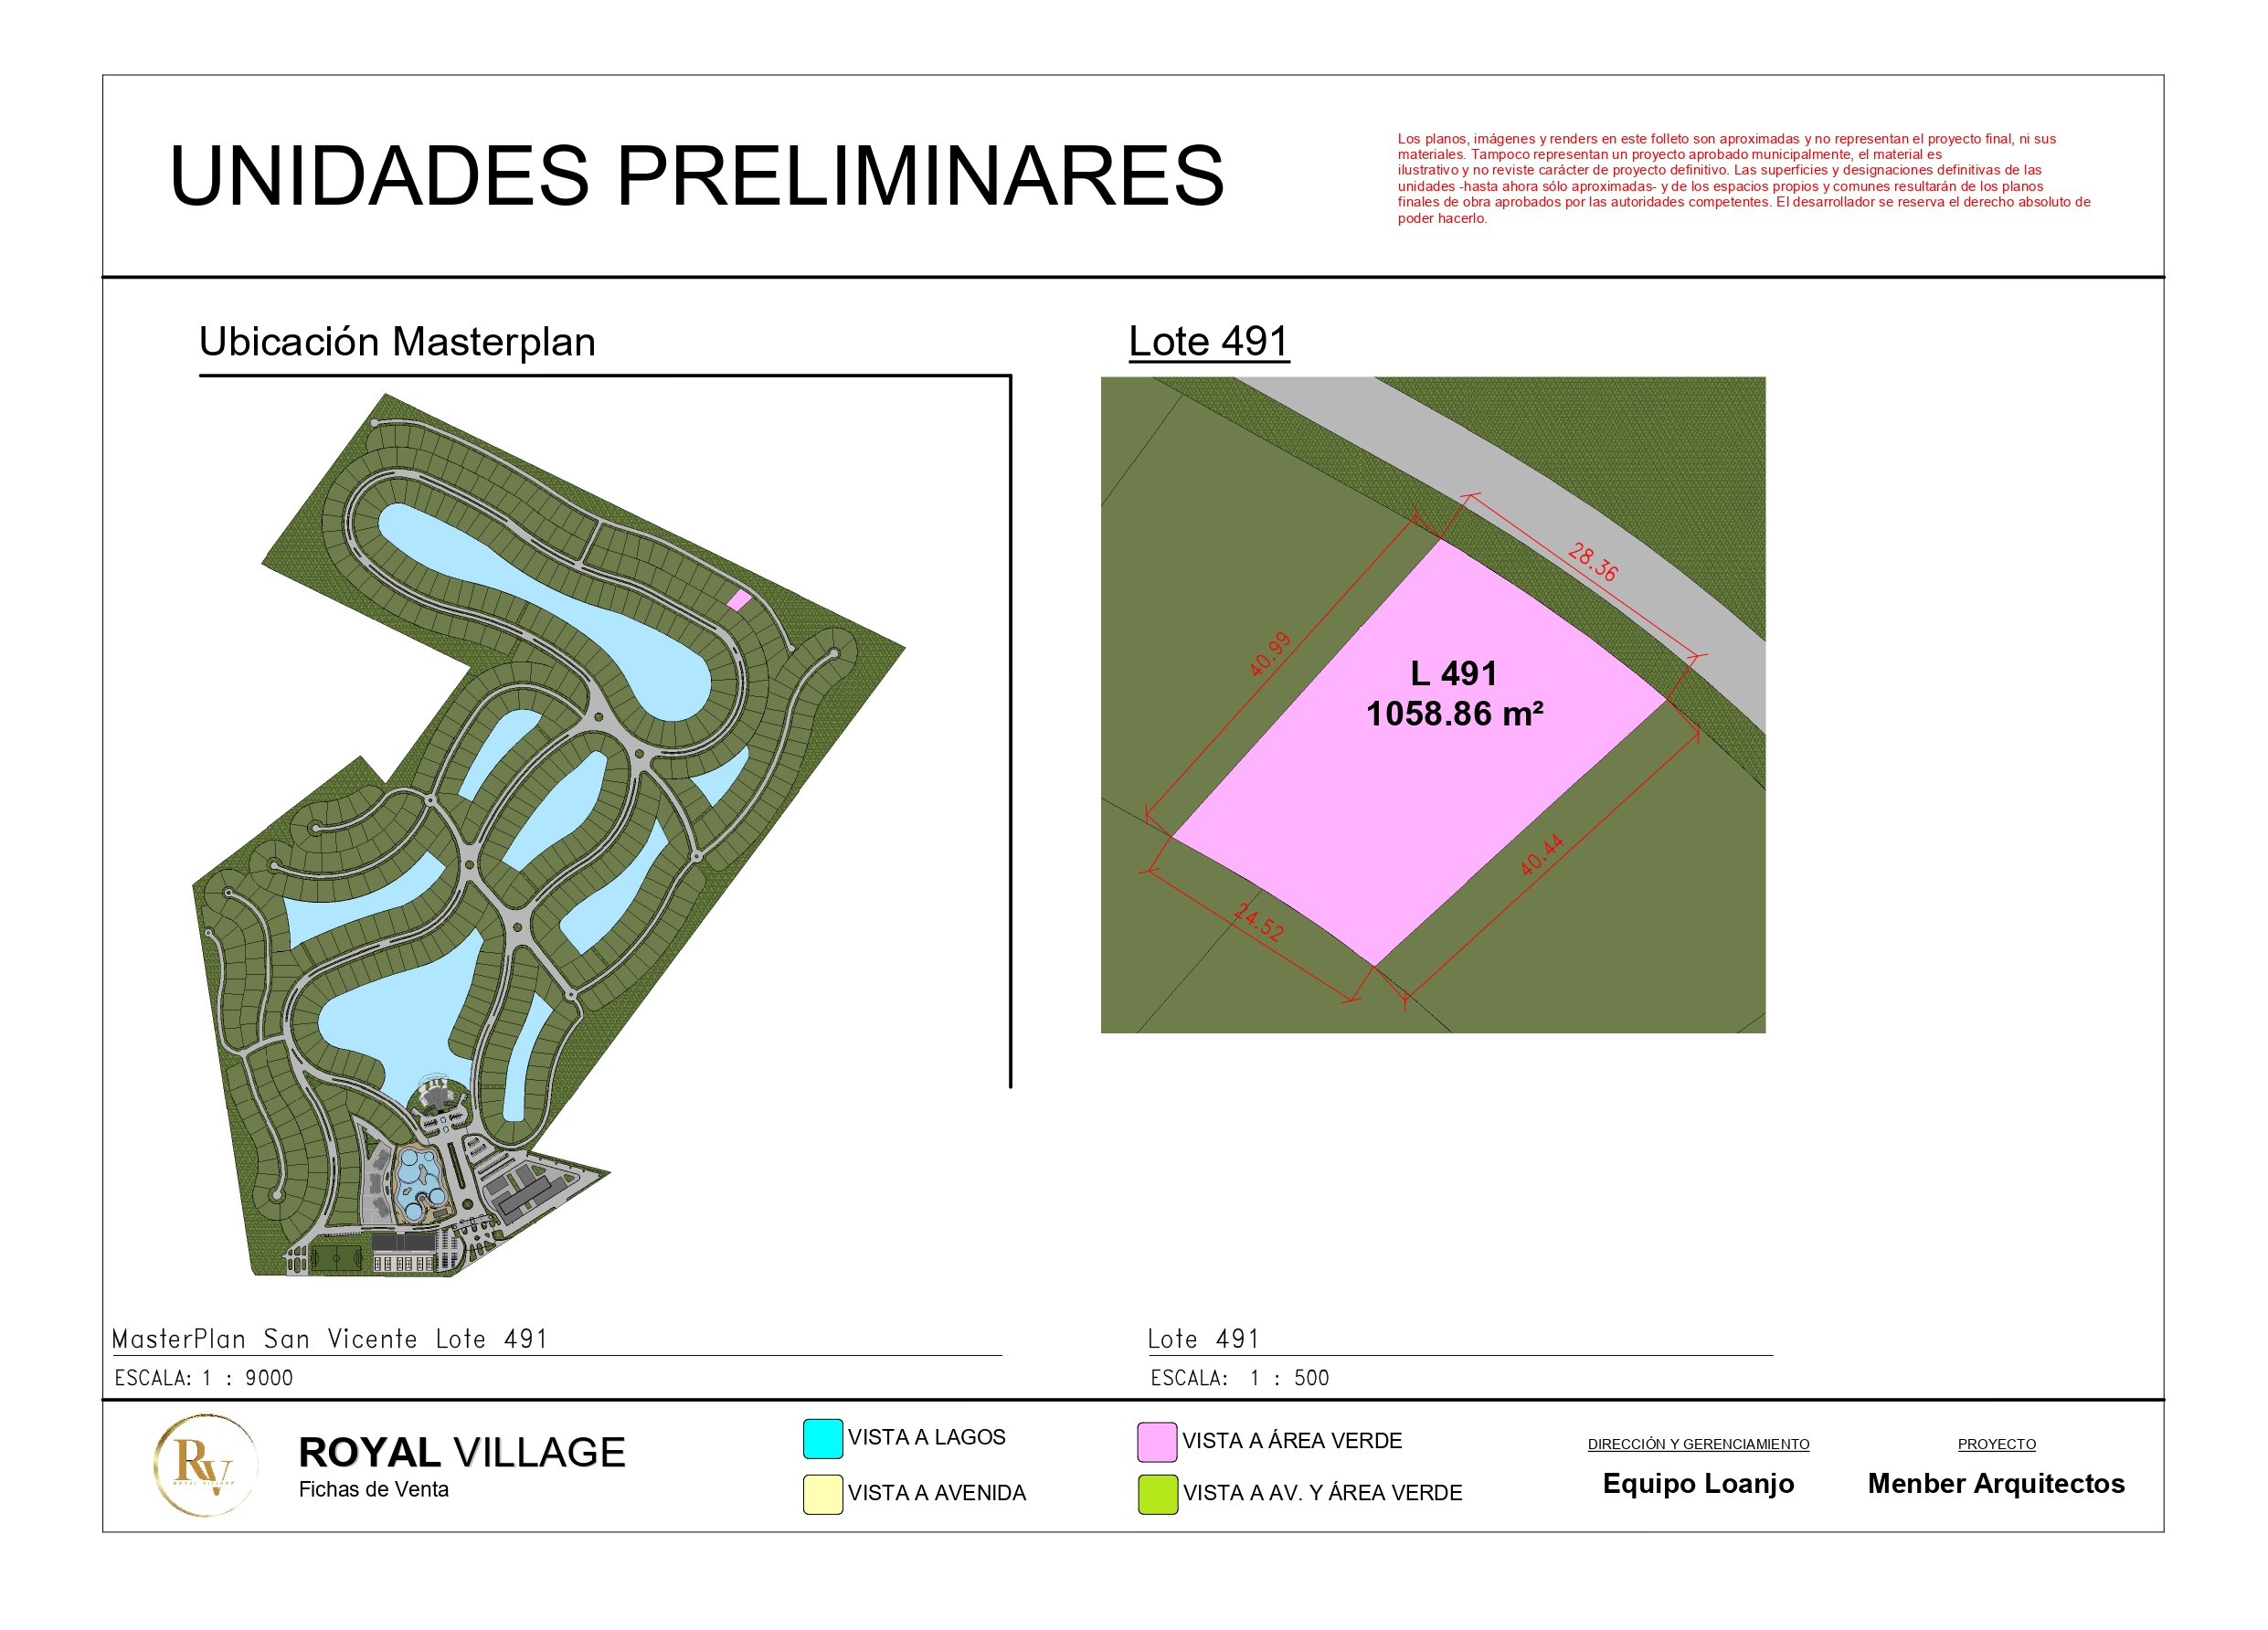 UNIDADES PRELIMINARES
Los planos, imágenes y renders en este folleto son aproximadas y no representan el proyecto final, ni sus
materiales. Tampoco representan un proyecto aprobado municipalmente, el material es
ilustrativo y no reviste carácter de proyecto definitivo. Las superficies y designaciones definitivas de las
unidades -hasta ahora sólo aproximadas- y de los espacios propios y comunes resultarán de los planos
finales de obra aprobados por las autoridades competentes. El desarrollador se reserva el derecho absoluto de
poder hacerlo.
Ubicación Masterplan
Lote 491
28.36
40.99
L 491
1058.86 m²
40.44
24.52
MasterPlan San Vicente Lote 491
ESCALA: 1 : 9000
Lote 491
ESCALA: 1 : 500
RV
ROYAL VILLAGE
ROYAL VILLAGE
Fichas de Venta
VISTA A LAGOS
VISTA A AVENIDA
VISTA A ÁREA VERDE
VISTA A AV. Y ÁREA VERDE
DIRECCIÓN Y GERENCIAMIENTO
Equipo Loanjo
PROYECTO
Menber Arquitectos